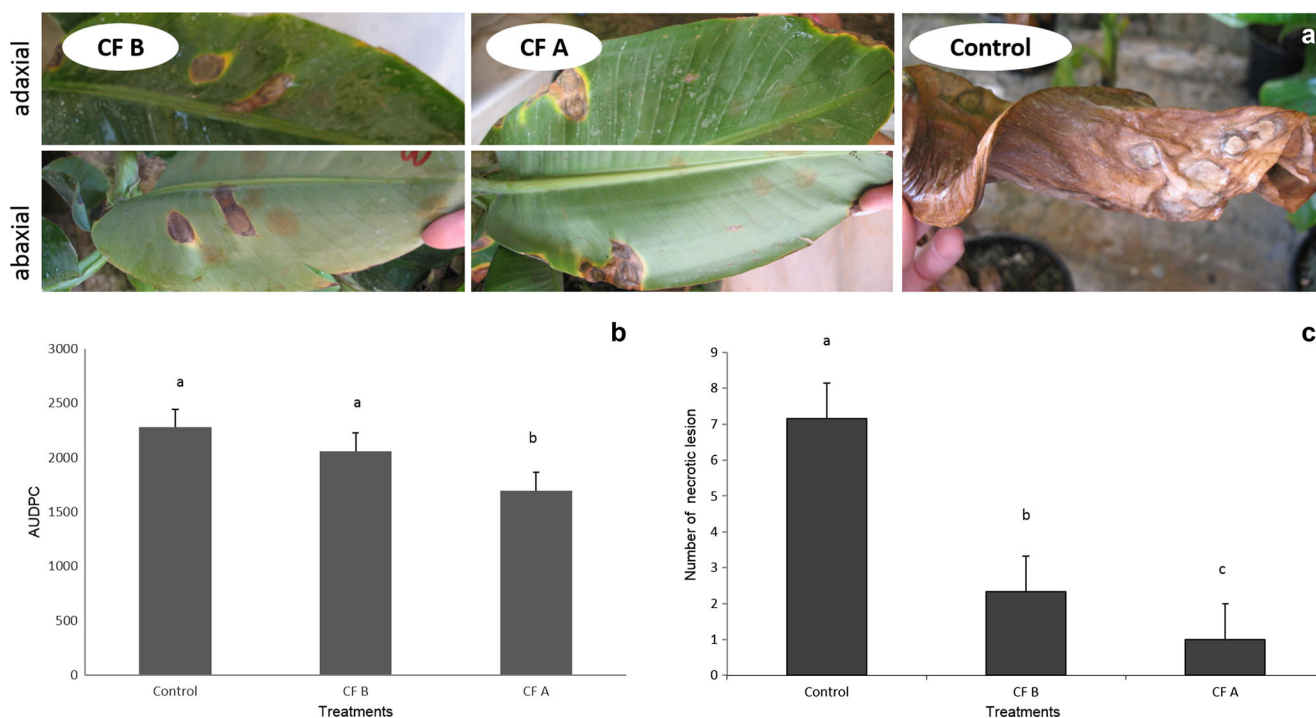 CF B
CF A
Control
a
adaxial
abaxial
b
3000
2500
2000
1500
1000
500
0
AUDPC
a
a
b
Control
CF B
CF A
Treatments
c
9
8
7
6
5
4
3
2
1
0
Number of necrotic lesion
a
b
c
Control
CF B
CF A
Treatments